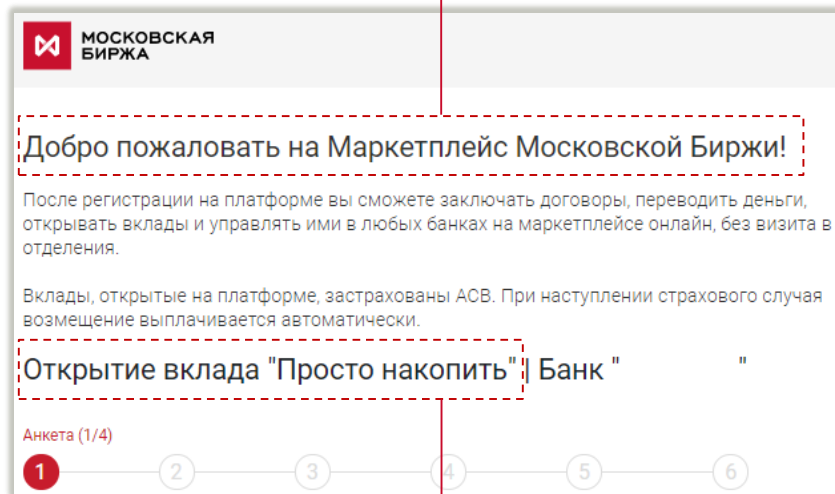 МОСКОВСКАЯ
БИРЖА
Добро пожаловать на Маркетплейс Московской Биржи!
После регистрации на платформе вы сможете заключать договоры, переводить деньги,
открывать вклады и управлять ими в любых банках на маркетплейсе онлайн, без визита в
отделения.
Вклады, открытые на платформе, застрахованы АСВ. При наступлении страхового случая
возмещение выплачивается автоматически.
Открытие вклада "Просто накопить" | Банк " "
Анкета (1/4)
1 2 3 4 5 6